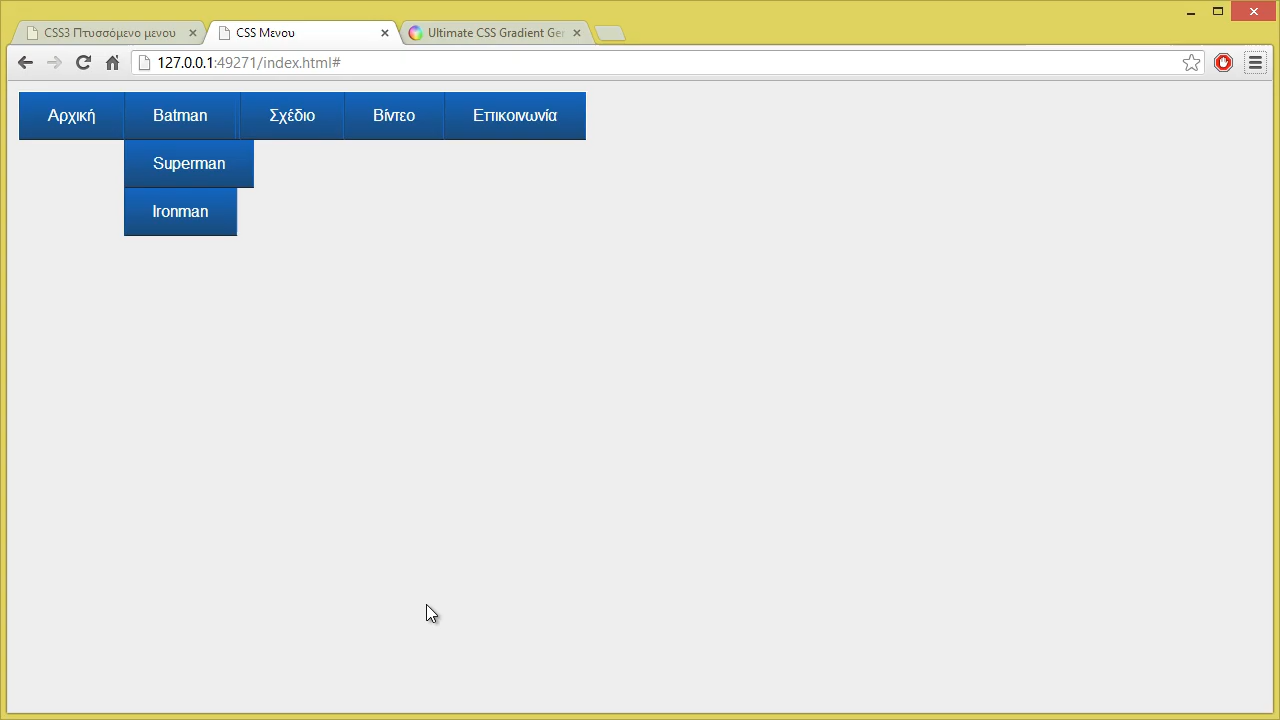 CSS3 Πτυσσόμενο μενου
CSS Μενου
Ultimate CSS Gradient Ger
127.0.0.1:49271/index.html#
Αρχική Batman Σχέδιο Βίντεο Επικοινωνία
Superman
Ironman